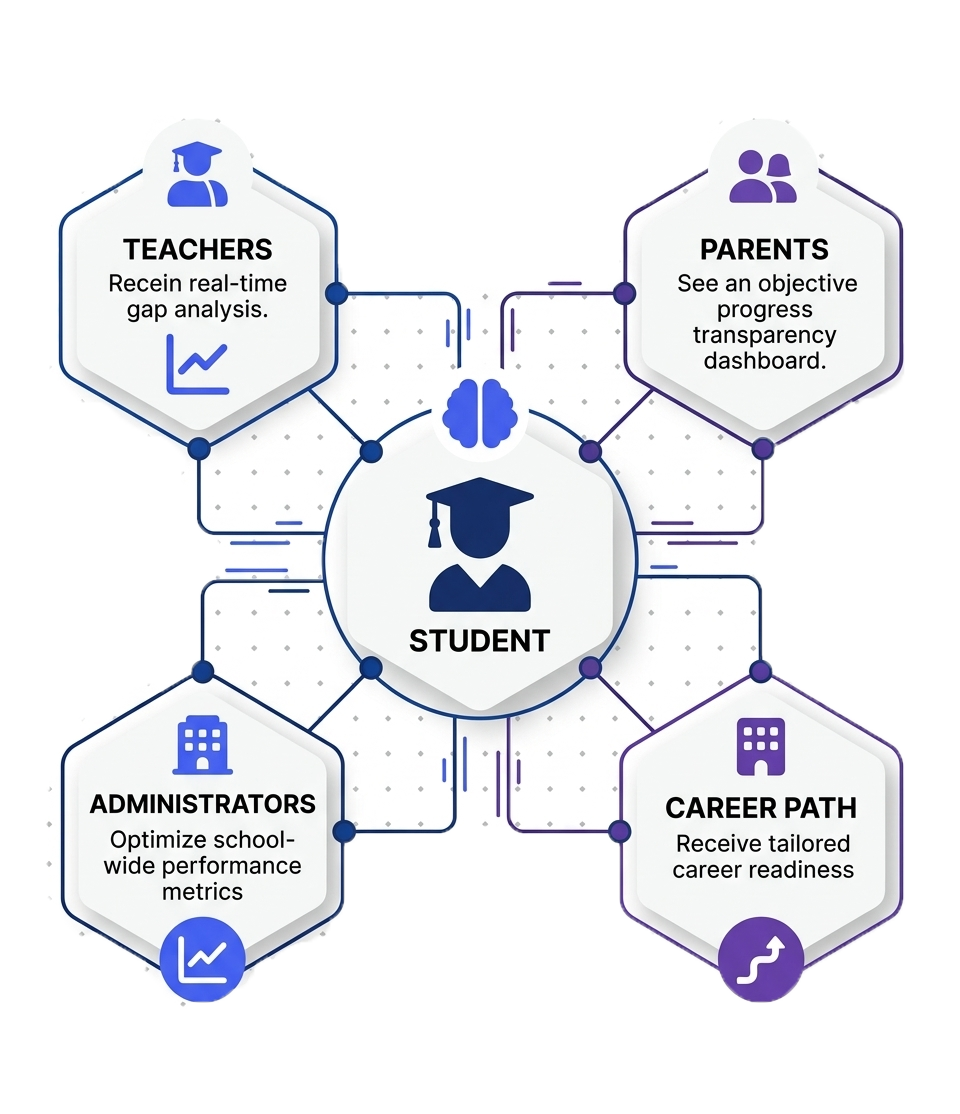 TEACHERS
Recein real-time
gap analysis.
PARENTS
See an objective
progress
transparency
dashboard.
STUDENT
ADMINISTRATORS
Optimize school-
wide performance
metrics
CAREER PATH
Receive tailored
career readiness